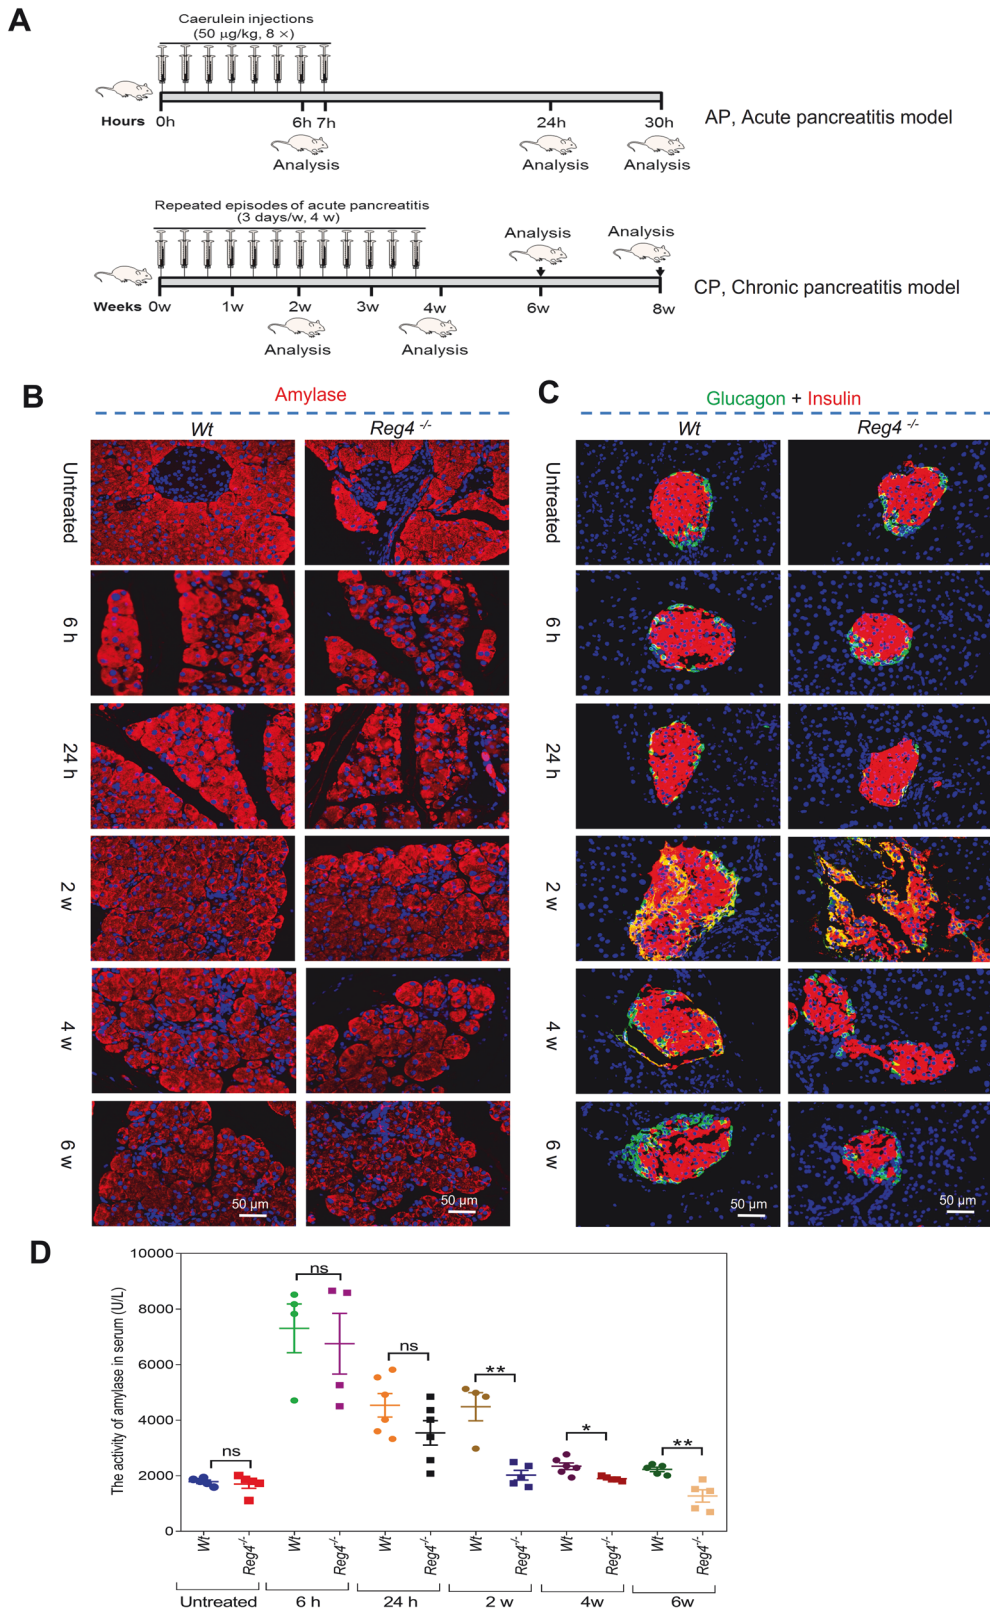 A
Caerulein injections
(50 µg/kg, 8 ×)
Hours 0h 6h 7h 24h 30h
Analysis Analysis Analysis
AP, Acute pancreatitis model
Repeated episodes of acute pancreatitis
(3 days/w, 4 w)
Analysis Analysis
Weeks 0w 1w 2w 3w 4w 6w 8w
Analysis Analysis
CP, Chronic pancreatitis model
B
Amylase
Wt Reg4 -/-
Untreated
6 h
24 h
2 w
4 w
6 w
50 µm 50 µm
C
Glucagon + Insulin
Wt Reg4 -/-
Untreated
6 h
24 h
2 w
4 w
6 w
50 µm 50 µm
D
The activity of amylase in serum (U/L)
10000
8000
6000
4000
2000
0
ns ns ns ** * **
Wt Reg4-/- Wt Reg4-/- Wt Reg4-/- Wt Reg4-/- Wt Reg4-/- Wt Reg4-/-
Untreated 6 h 24 h 2 w 4w 6w